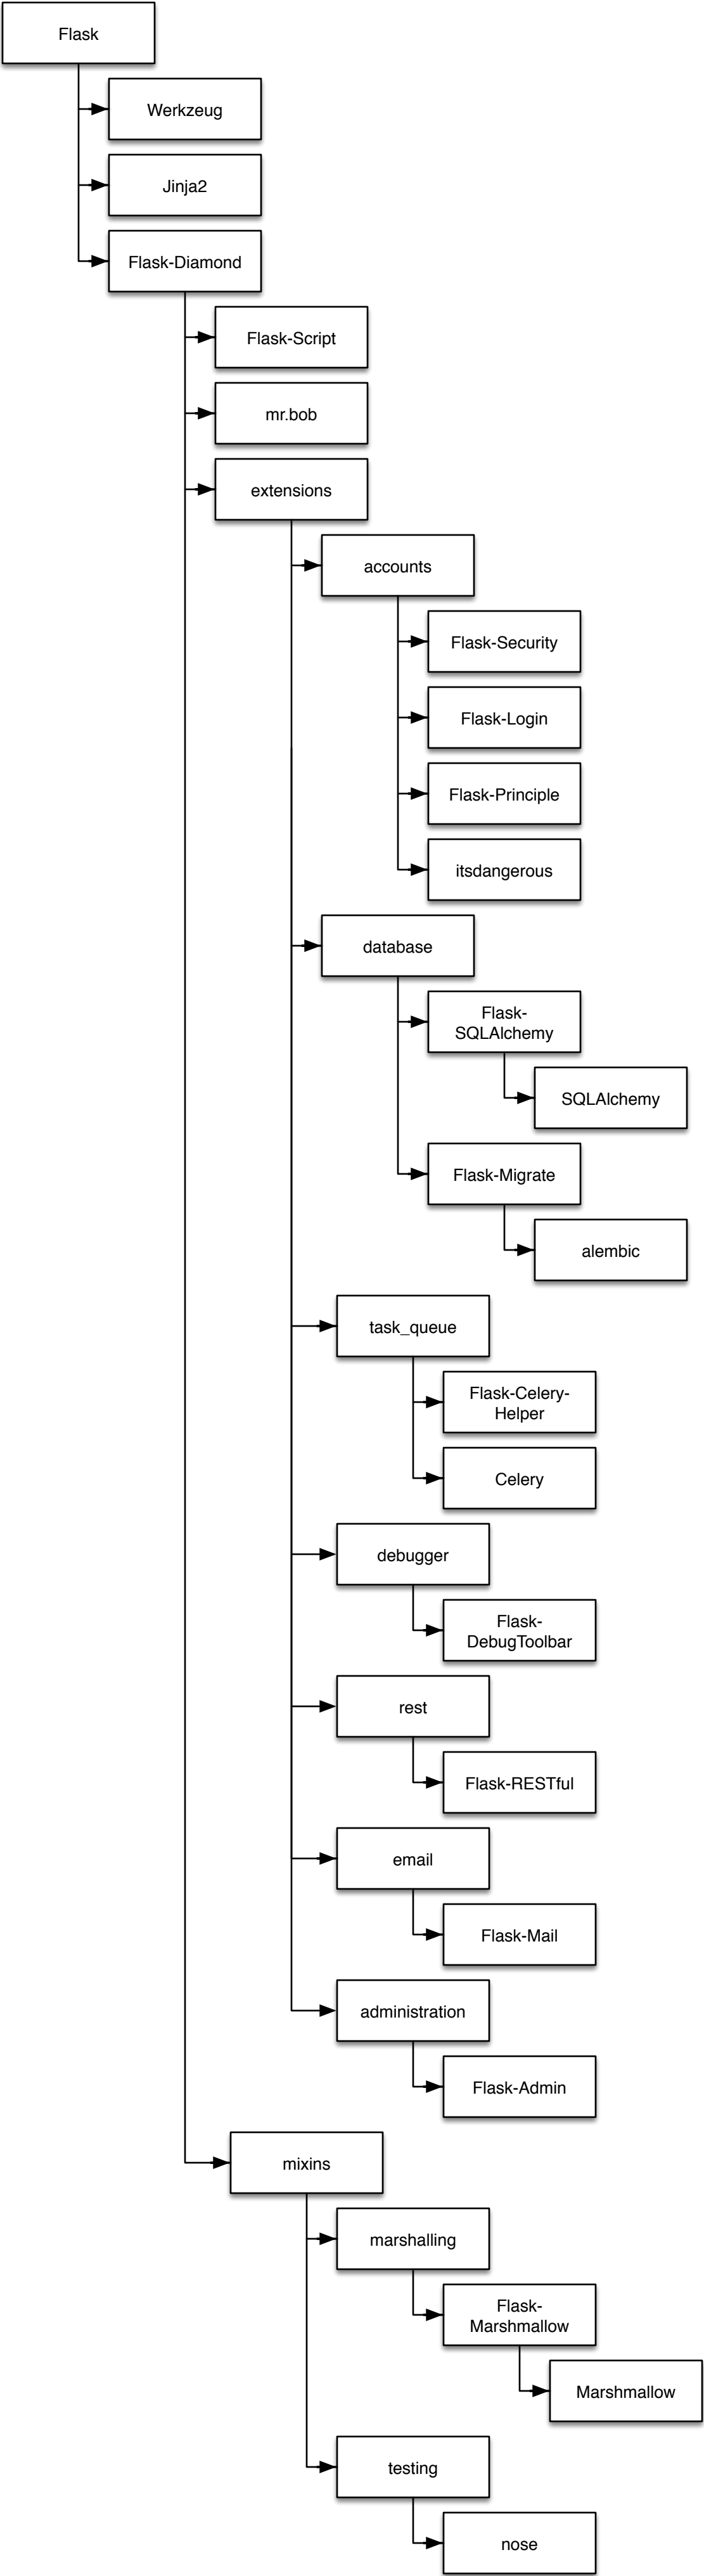 Flask
Werkzeug
Jinja2
Flask-Diamond
Flask-Script
mr.bob
extensions
accounts
Flask-Security
Flask-Login
Flask-Principle
itsdangerous
database
Flask-
SQLAlchemy
SQLAlchemy
Flask-Migrate
alembic
task_queue
Flask-Celery-
Helper
Celery
debugger
Flask-
DebugToolbar
rest
Flask-RESTful
email
Flask-Mail
administration
Flask-Admin
mixins
marshalling
Flask-
Marshmallow
Marshmallow
testing
nose